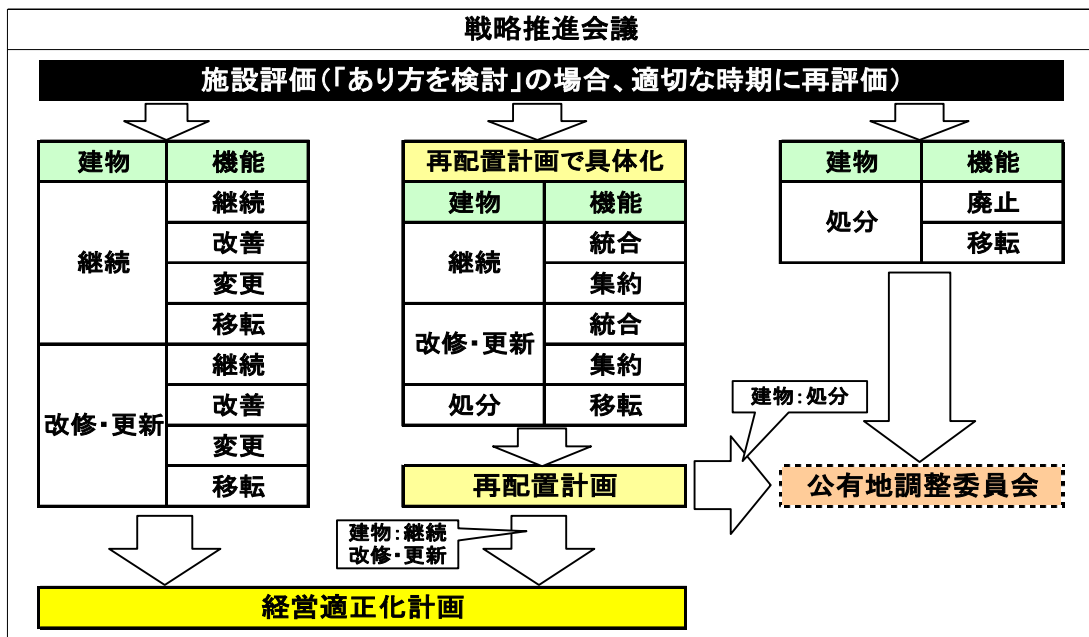 戦略推進会議
施設評価(「あり方を検討」の場合、適切な時期に再評価)
建物 機能
継続
継続
改善
変更
移転
改修・更新
継続
改善
変更
移転
再配置計画で具体化
建物 機能
継続
統合
集約
改修・更新
統合
集約
処分 移転
再配置計画
建物 機能
処分
廃止
移転
建物:処分
公有地調整委員会
建物:継続
改修・更新
経営適正化計画